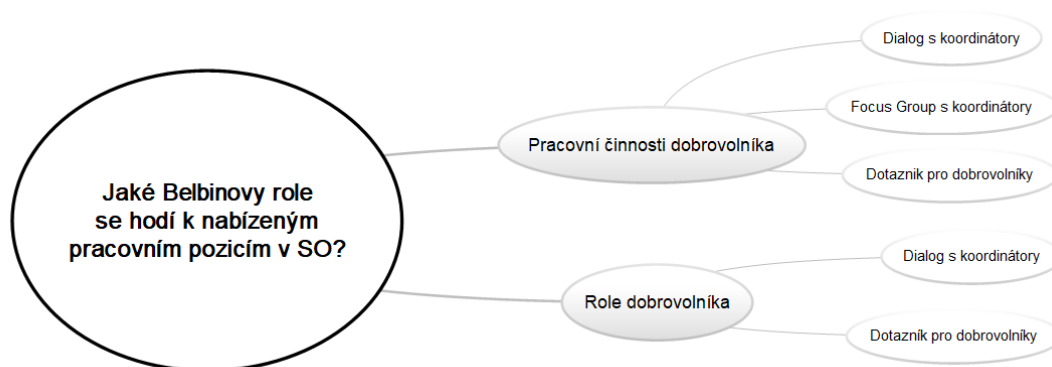 Jaké Belbinovy role
se hodí k nabízeným
pracovním pozicím v SO?
Pracovní činnosti dobrovolníka
Dialog s koordinátory
Focus Group s koordinátory
Dotaznik pro dobrovolníky
Role dobrovolníka
Dialog s koordinátory
Dotazník pro dobrovolníky